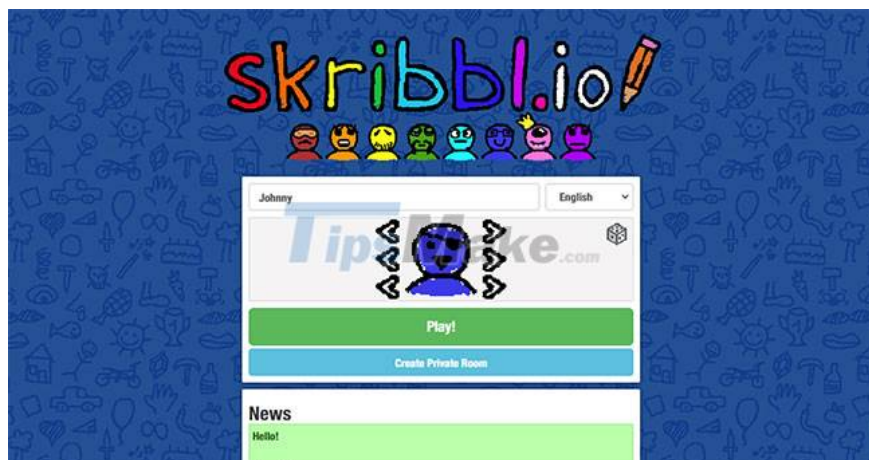 skribbl.io
Johnny
English
TipsMake.com
Play!
Create Private Room
News
Hello!